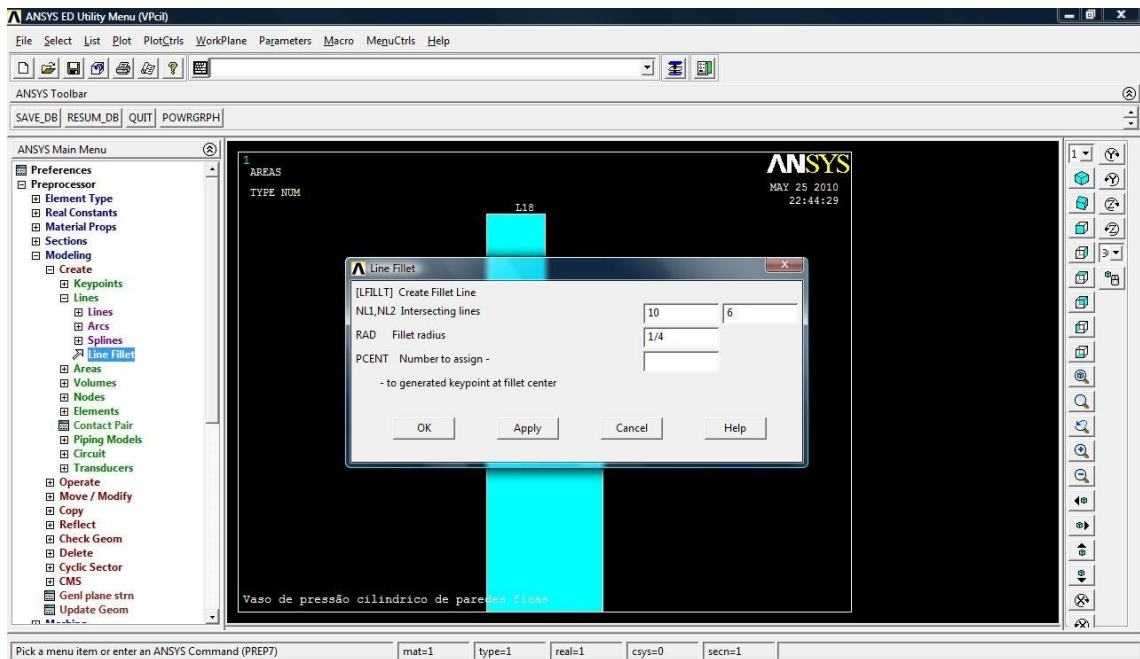 ANSYS ED Utility Menu (VPcil)
File Select List Plot PlotCtrls WorkPlane Parameters Macro MenuCtrls Help
ANSYS Toolbar
SAVE_DB RESUM_DB QUIT POWRGRPH
ANSYS Main Menu
Preferences
Preprocessor
Element Type
Real Constants
Material Props
Sections
Modeling
Create
Keypoints
Lines
Lines
Arcs
Splines
Line Fillet
Areas
Volumes
Nodes
Elements
Contact Pair
Piping Models
Circuit
Transducers
Operate
Move / Modify
Copy
Reflect
Check Geom
Delete
Cyclic Sector
CMS
Genl plane strn
Update Geom
1
AREAS
TYPE NUM
ANSYS
MAY 25 2010
22:44:29
L18
Line Fillet
[LFILLT] Create Fillet Line
NL1,NL2 Intersecting lines 10 6
RAD Fillet radius 1/4
PCENT Number to assign -
- to generated keypoint at fillet center
OK Apply Cancel Help
Vaso de pressão cilindrico de paredes finas
1
3
Pick a menu item or enter an ANSYS Command (PREP7) mat=1 type=1 real=1 csys=0 secn=1